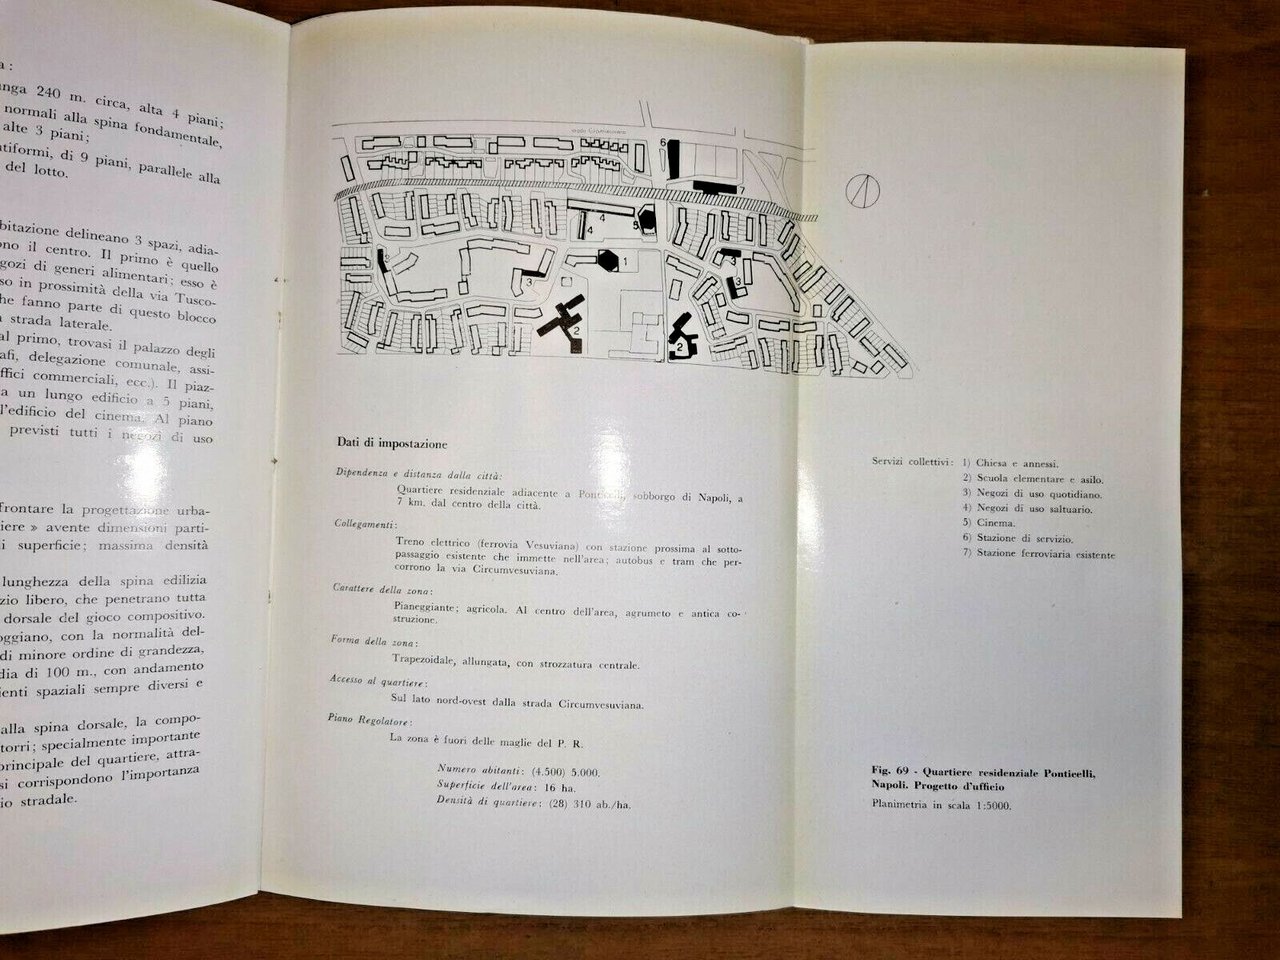 a :
nga 240 m. circa, alta 4 piani;
normali alla spina fondamentale,
alte 3 piani;
tiformi, di 9 piani, parallele alla
del lotto.
bitazione delineano 3 spazi, adia-
ono il centro. Il primo è quello
gozi di generi alimentari; esso è
so in prossimità della via Tusco-
he fanno parte di questo blocco
a strada laterale.
al primo, trovasi il palazzo degli
afi, delegazione comunale, assi-
ffici commerciali, ecc.). Il piaz-
a un lungo edificio a 5 piani,
l'edificio del cinema. Al piano
previsti tutti i negozi di uso
frontare la progettazione urba-
iere » avente dimensioni parti-
i superficie; massima densità
lunghezza della spina edilizia
zio libero, che penetrano tutta
dorsale del gioco compositivo.
oggiano, con la normalità del-
di minore ordine di grandezza,
dia di 100 m., con andamento
ienti spaziali sempre diversi e
alla spina dorsale, la compo-
torri; specialmente importante
principale del quartiere, attra-
si corrispondono l'importanza
io stradale.
6
7
4
5
4
2
3
1
3
3
2
2
Dati di impostazione
Dipendenza e distanza dalla città:
Quartiere residenziale adiacente a Ponticelli, sobborgo di Napoli, a
7 km. dal centro della città.
Collegamenti:
Treno elettrico (ferrovia Vesuviana) con stazione prossima al sotto-
passaggio esistente che immette nell'area; autobus e tram che per-
corrono la via Circumvesuviana.
Carattere della zona:
Pianeggiante; agricola. Al centro dell'area, agrumeto e antica co-
struzione.
Forma della zona:
Trapezoidale, allungata, con strozzatura centrale.
Accesso al quartiere:
Sul lato nord-ovest dalla strada Circumvesuviana.
Piano Regolatore:
La zona è fuori delle maglie del P. R.
Numero abitanti: (4.500) 5.000.
Superficie dell'area: 16 ha.
Densità di quartiere: (28) 310 ab./ha.
Servizi collettivi: 1) Chiesa e annessi.
2) Scuola elementare e asilo.
3) Negozi di uso quotidiano.
4) Negozi di uso saltuario.
5) Cinema.
6) Stazione di servizio.
7) Stazione ferroviaria esistente
Fig. 69 - Quartiere residenziale Ponticelli,
Napoli. Progetto d'ufficio
Planimetria in scala 1:5000.